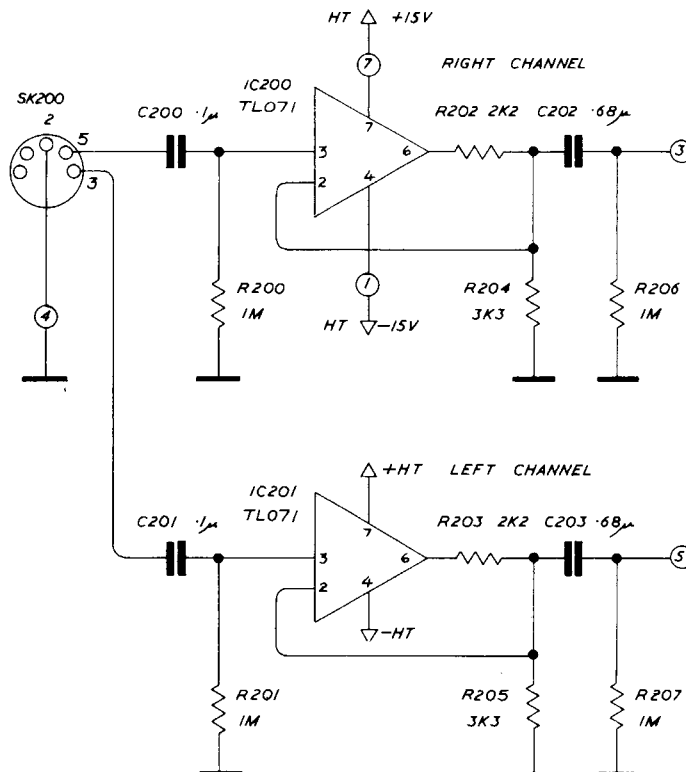 HT +15V
7
RIGHT CHANNEL
SK200
2
5
3
C200 .1µ
IC200
TL071
7
3
2
6
4
R202 2K2
C202 .68µ
3
R200
1M
4
1
HT -15V
R204
3K3
R206
1M
+HT LEFT CHANNEL
IC201
TL071
C201 .1µ
7
3
2
6
4
R203 2K2
C203 .68µ
5
-HT
R201
1M
R205
3K3
R207
1M